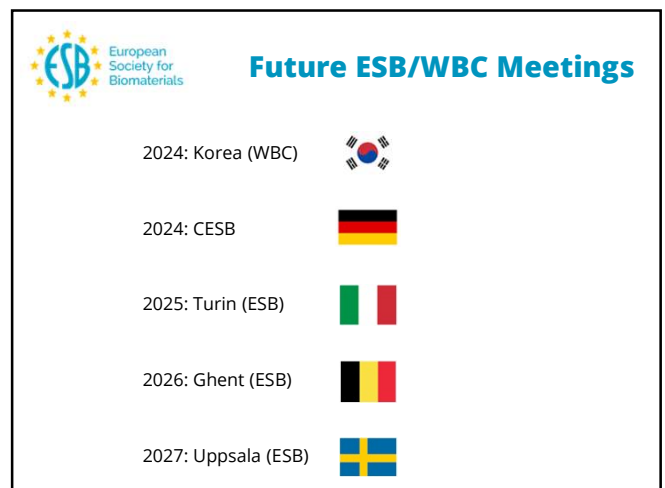 ESB
European
Society for
Biomaterials
Future ESB/WBC Meetings
2024: Korea (WBC)
2024: CESB
2025: Turin (ESB)
2026: Ghent (ESB)
2027: Uppsala (ESB)